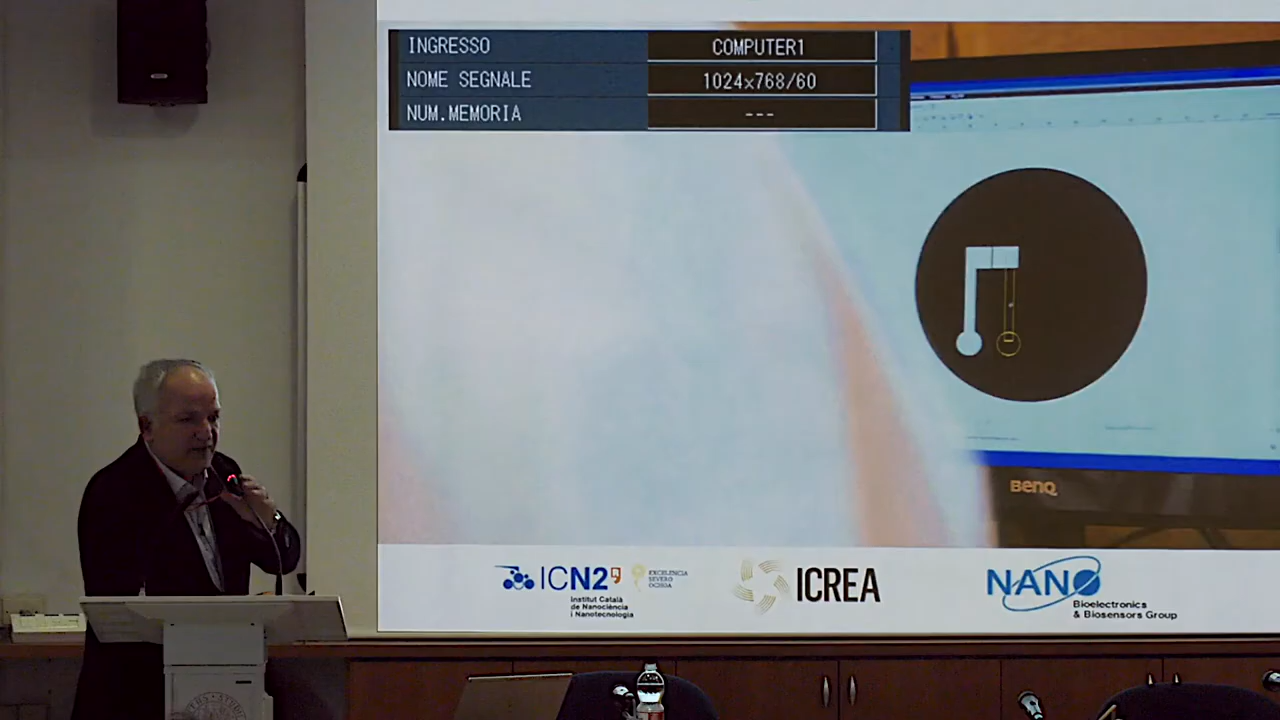 INGRESSO COMPUTER1
NOME SEGNALE 1024x768/60
NUM.MEMORIA ---
BenQ
ICN2
Institut Català
de Nanociència
i Nanotecnologia
EXCELENCIA
SEVERO
OCHOA
ICREA
NANO
Bioelectronics
& Biosensors Group